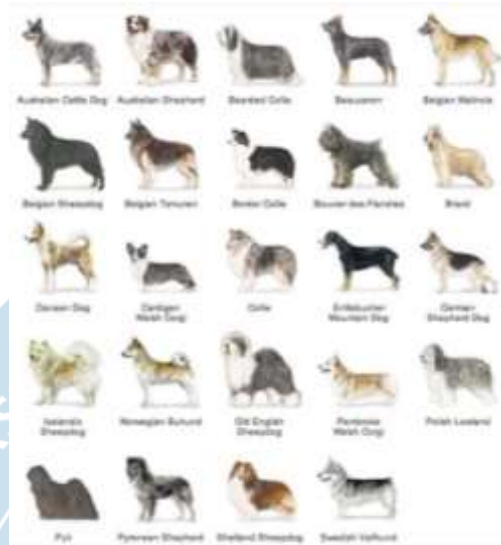 Australian Cattle Dog
Australian Shepherd
Bearded Collie
Beauceron
Belgian Malinois
Belgian Sheepdog
Belgian Tervuren
Border Collie
Bouvier des Flandres
Briard
Canaan Dog
Cardigan
Welsh Corgi
Collie
Entlebucher
Mountain Dog
German
Shepherd Dog
Icelandic
Sheepdog
Norwegian Buhund
Old English
Sheepdog
Pembroke
Welsh Corgi
Polish Lowland
Puli
Pyrenean Shepherd
Shetland Sheepdog
Swedish Vallhund